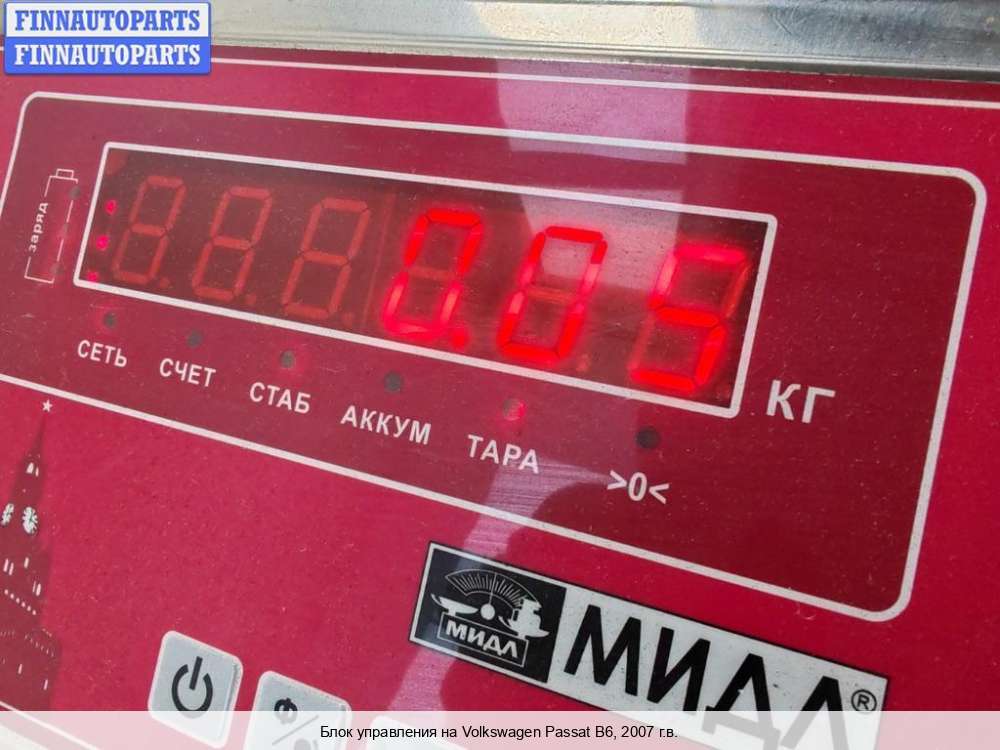 FINNAUTOPARTS
FINNAUTOPARTS
заряд
0.05
СЕТЬ
СЧЕТ
СТАБ
АККУМ
ТАРА
>0<
КГ
МИДЛ
МИДЛ®
Блок управления на Volkswagen Passat B6, 2007 г.в.